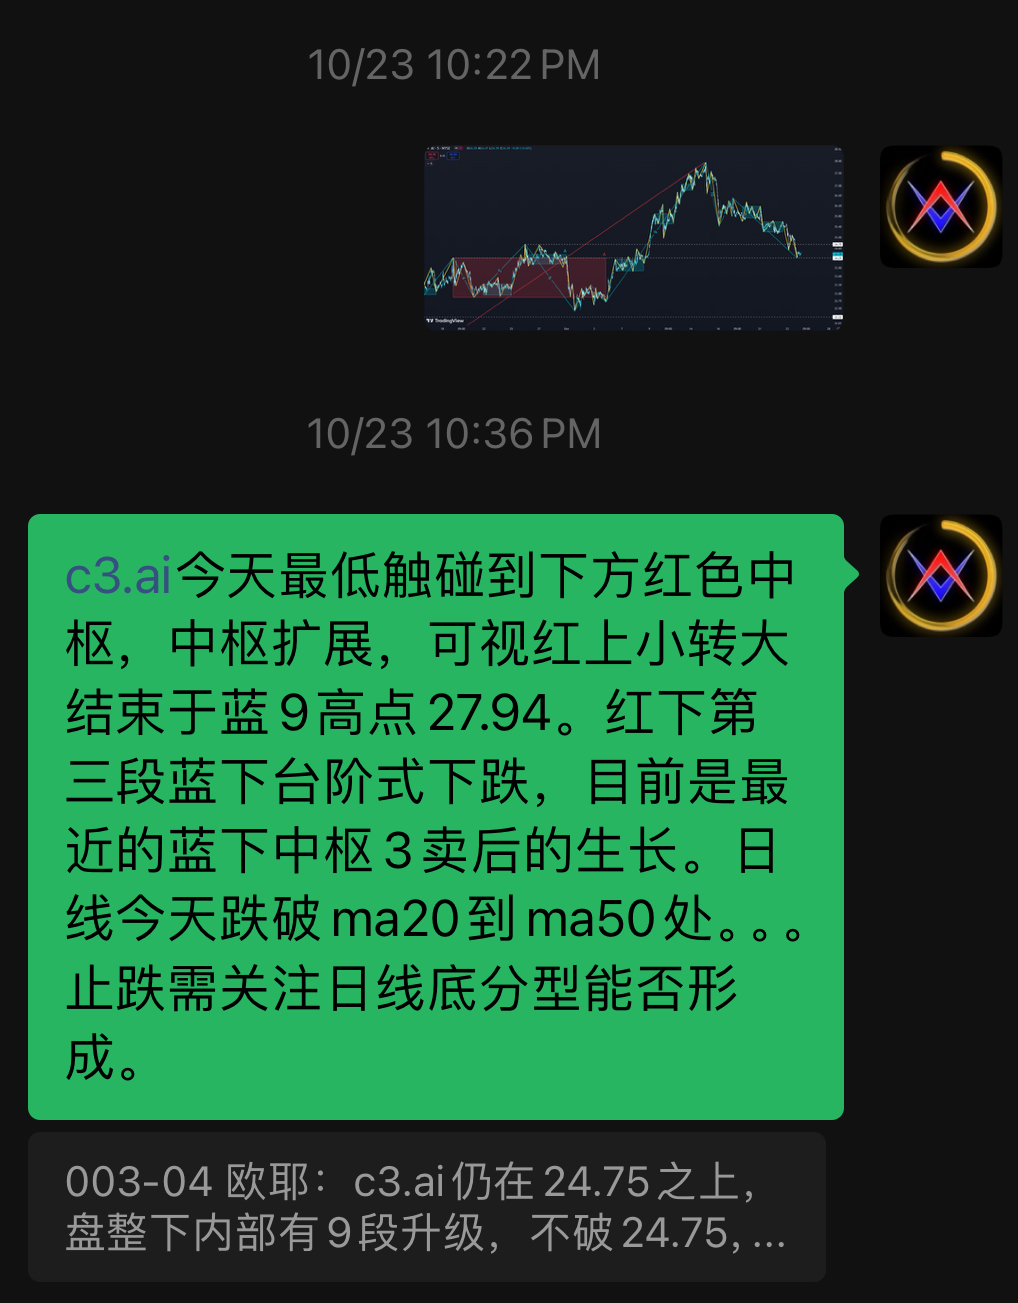 10/23 10:22 PM
TradingView
10/23 10:36 PM
c3.ai今天最低触碰到下方红色中
枢，中枢扩展，可视红上小转大
结束于蓝9高点27.94。红下第
三段蓝下台阶式下跌，目前是最
近的蓝下中枢3卖后的生长。日
线今天跌破ma20到ma50处。。。
止跌需关注日线底分型能否形
成。
003-04 欧耶：c3.ai仍在24.75之上，
盘整下内部有9段升级，不破24.75，...